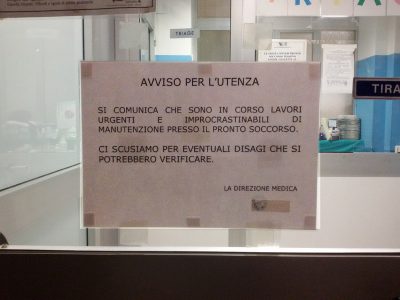 TRIAGE
TIRA
AVVISO PER L'UTENZA
SI COMUNICA CHE SONO IN CORSO LAVORI
URGENTI E IMPROCRASTINABILI DI
MANUTENZIONE PRESSO IL PRONTO SOCCORSO.
CI SCUSIAMO PER EVENTUALI DISAGI CHE SI
POTREBBERO VERIFICARE.
LA DIREZIONE MEDICA